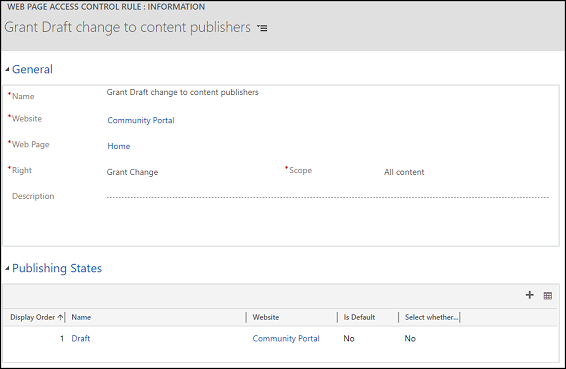 WEB PAGE ACCESS CONTROL RULE : INFORMATION
Grant Draft change to content publishers
General
*Name Grant Draft change to content publishers
*Website Community Portal
*Web Page Home
*Right Grant Change *Scope All content
Description
Publishing States
Display Order ↑ Name Website Is Default Select whether...
1 Draft Community Portal No No